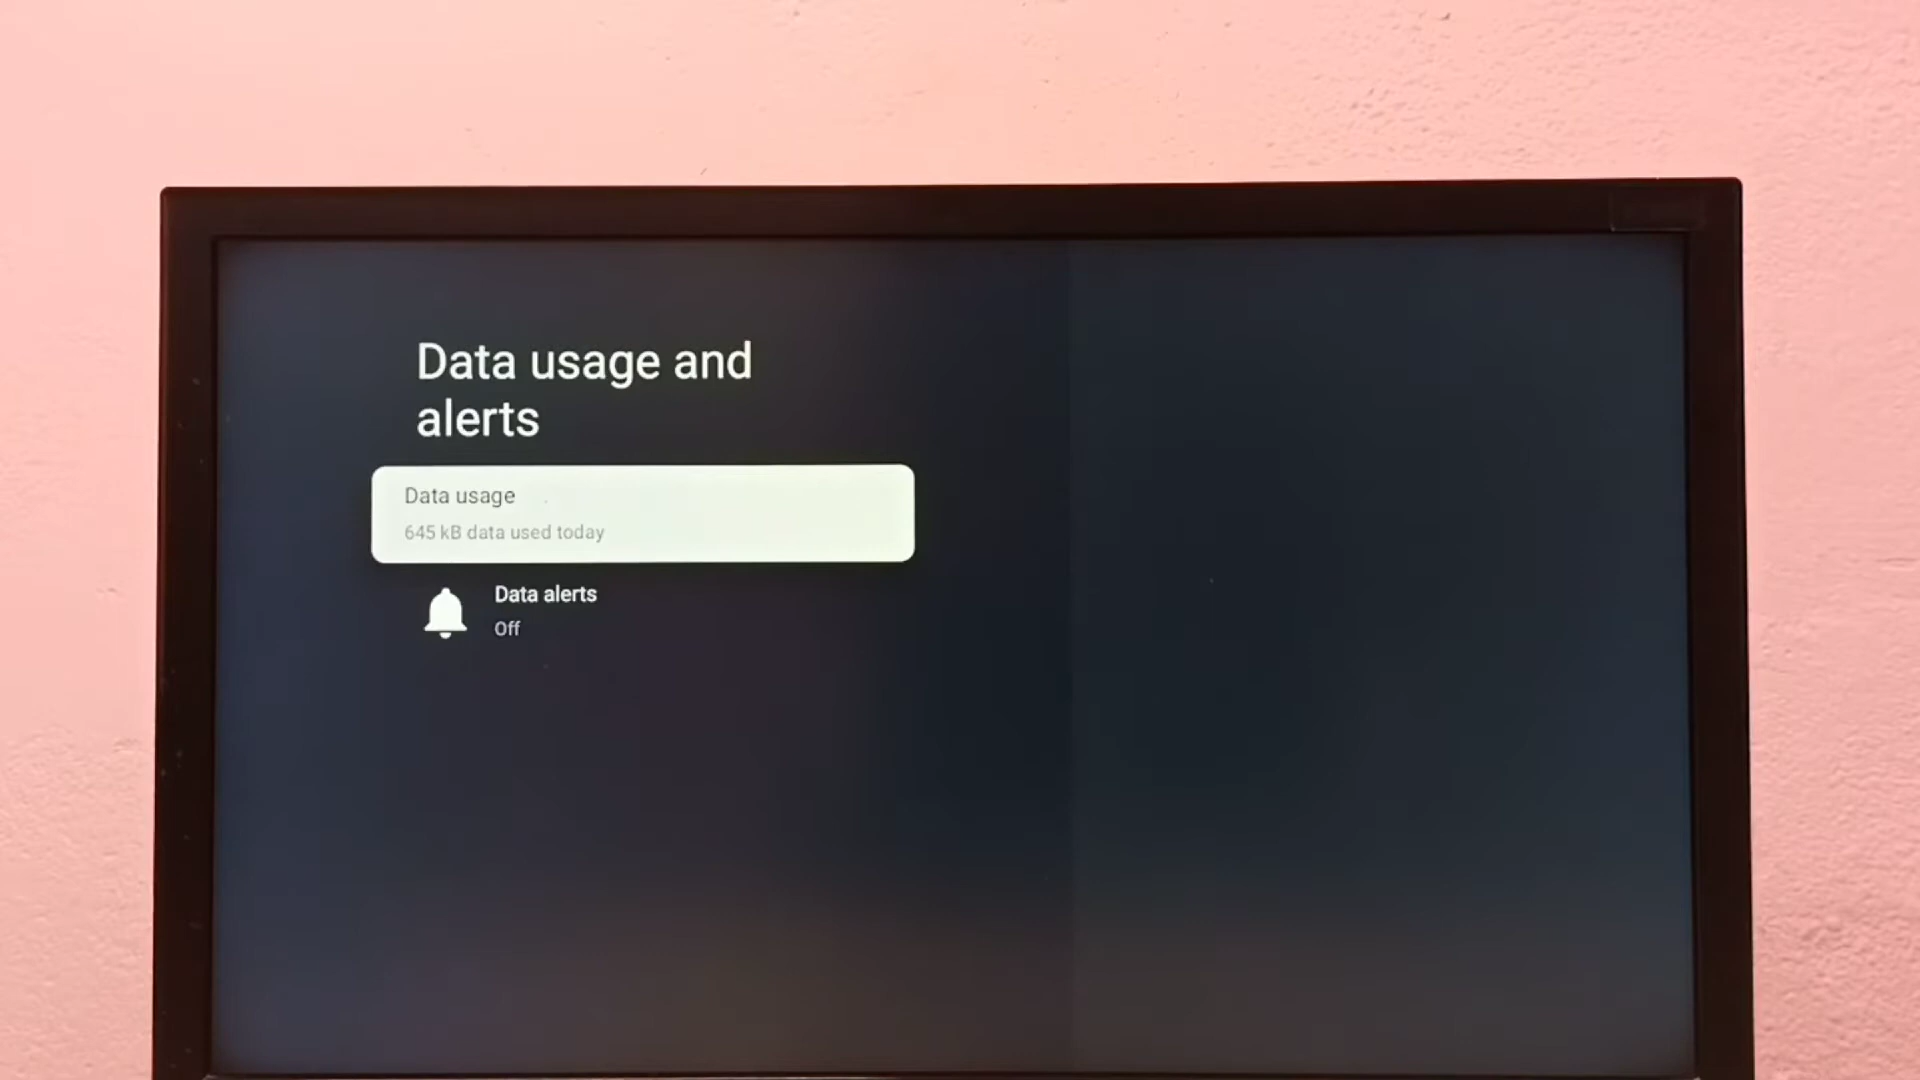 Data usage and
alerts
Data usage
645 kB data used today
Data alerts
Off